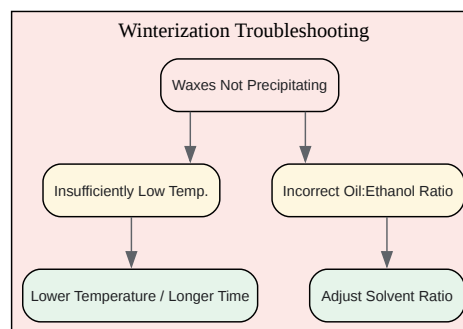 Winterization Troubleshooting
Waxes Not Precipitating
Insufficiently Low Temp.
Incorrect Oil:Ethanol Ratio
Lower Temperature / Longer Time
Adjust Solvent Ratio